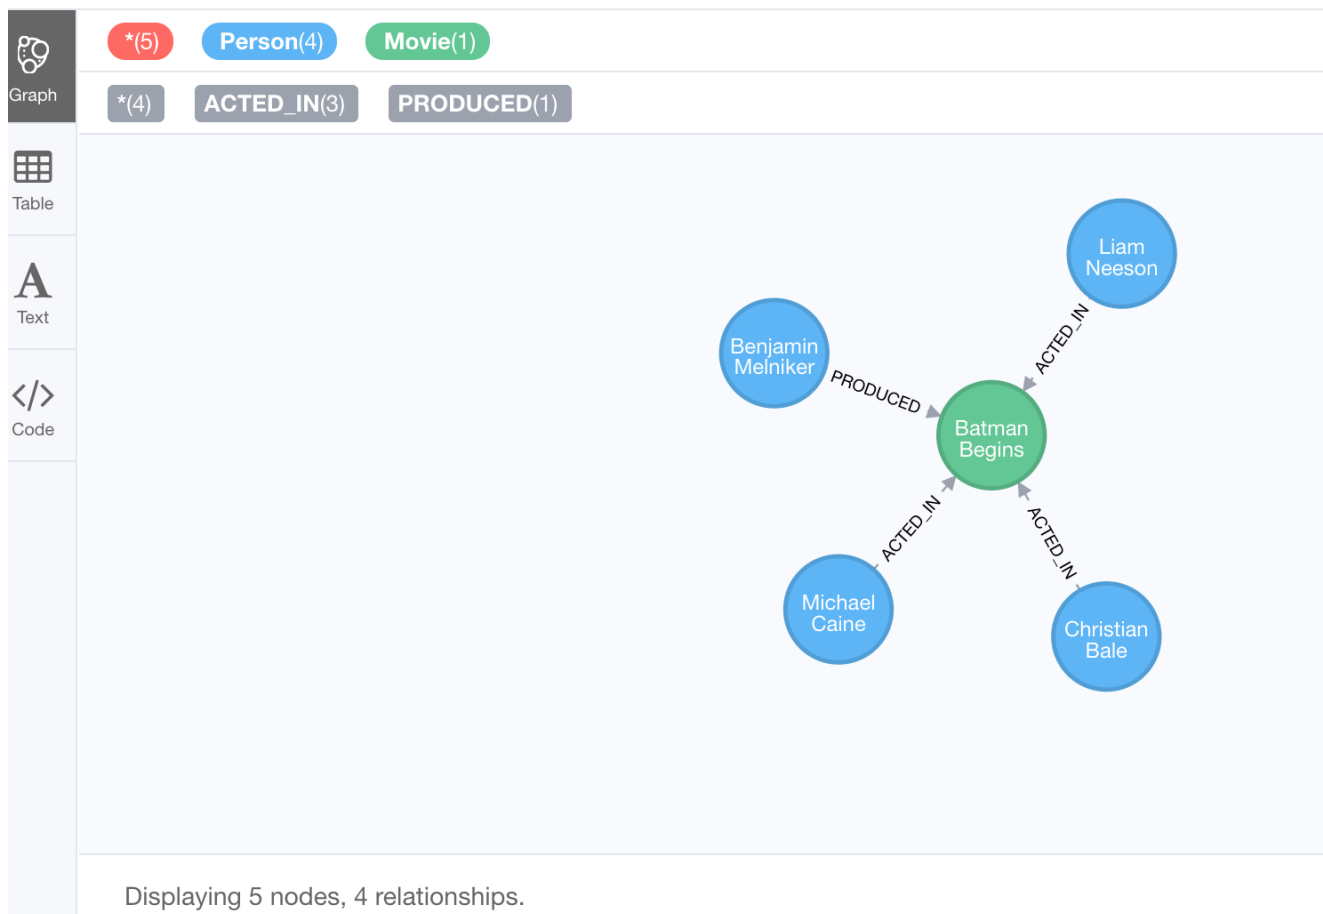 *(5) Person(4) Movie(1)
Graph
*(4) ACTED_IN(3) PRODUCED(1)
Table
A
Text
</>
Code
Liam
Neeson
ACTED_IN
Benjamin
Melniker
PRODUCED
Batman
Begins
ACTED_IN
ACTED_IN
Michael
Caine
Christian
Bale
Displaying 5 nodes, 4 relationships.